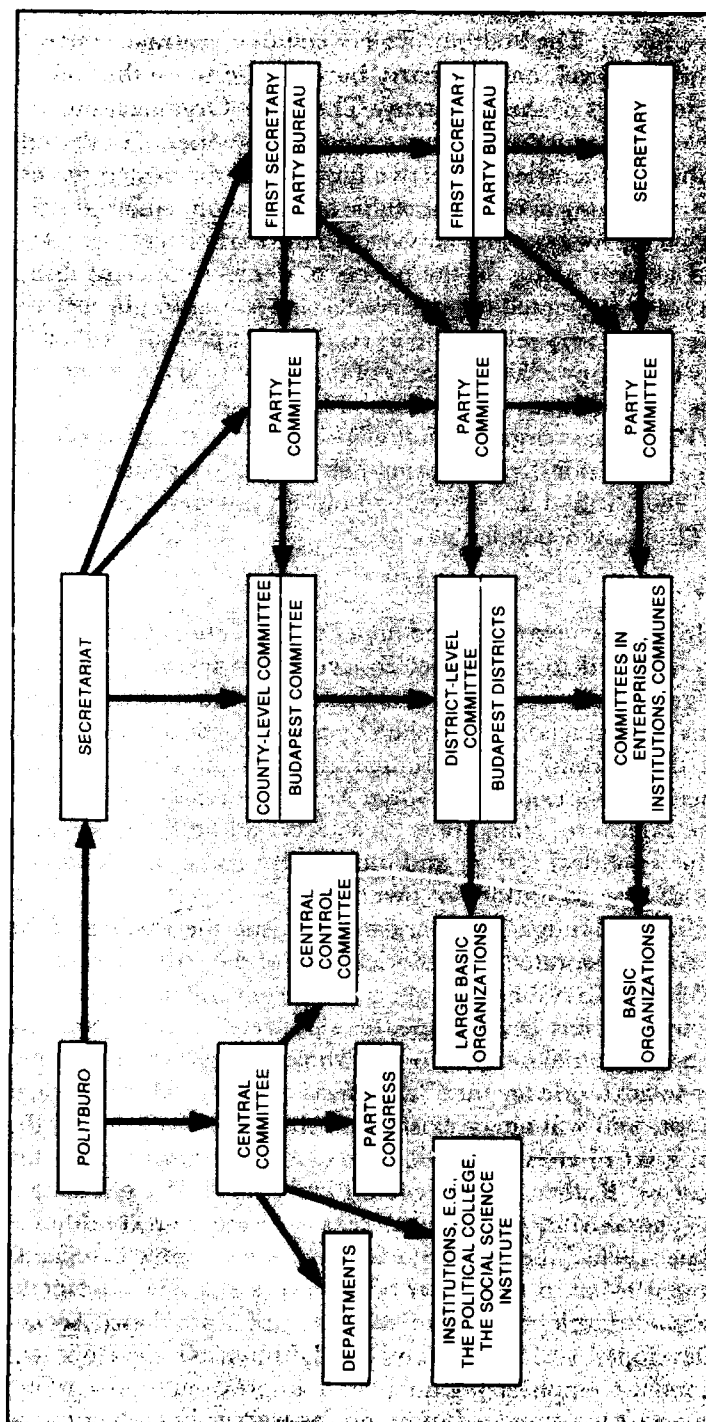 POLITBURO
SECRETARIAT
CENTRAL
COMMITTEE
DEPARTMENTS
INSTITUTIONS, E.G.,
THE POLITICAL COLLEGE,
THE SOCIAL SCIENCE
INSTITUTE
PARTY
CONGRESS
CENTRAL
CONTROL
COMMITTEE
COUNTY-LEVEL COMMITTEE
BUDAPEST COMMITTEE
PARTY
COMMITTEE
FIRST SECRETARY
PARTY BUREAU
LARGE BASIC
ORGANIZATIONS
DISTRICT-LEVEL
COMMITTEE
BUDAPEST DISTRICTS
PARTY
COMMITTEE
FIRST SECRETARY
PARTY BUREAU
BASIC
ORGANIZATIONS
COMMITTEES IN
ENTERPRISES,
INSTITUTIONS, COMMUNES
PARTY
COMMITTEE
SECRETARY